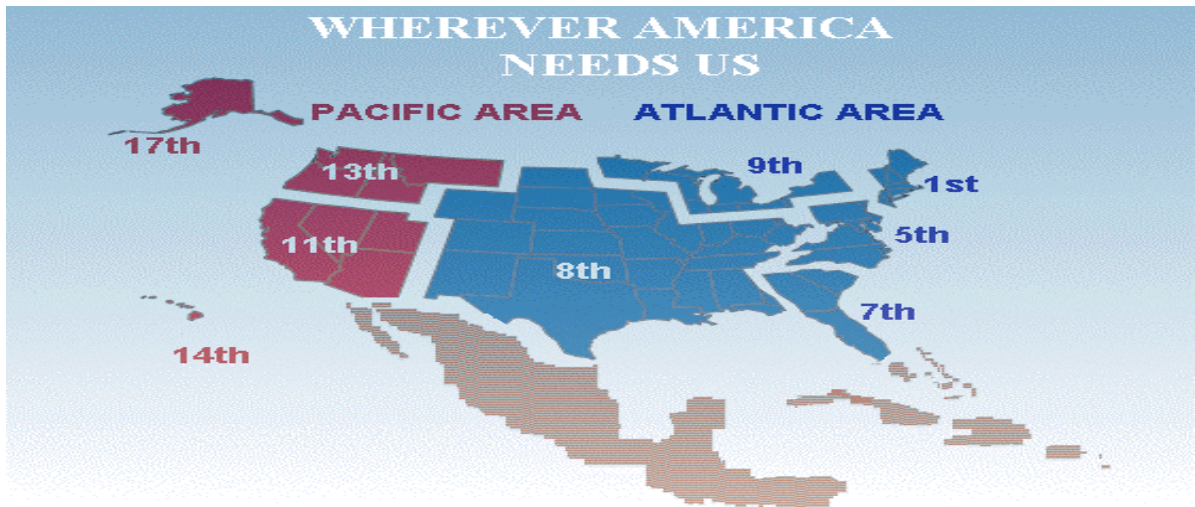 WHEREVER AMERICA
NEEDS US
PACIFIC AREA
ATLANTIC AREA
17th
13th
9th
1st
11th
5th
8th
7th
14th